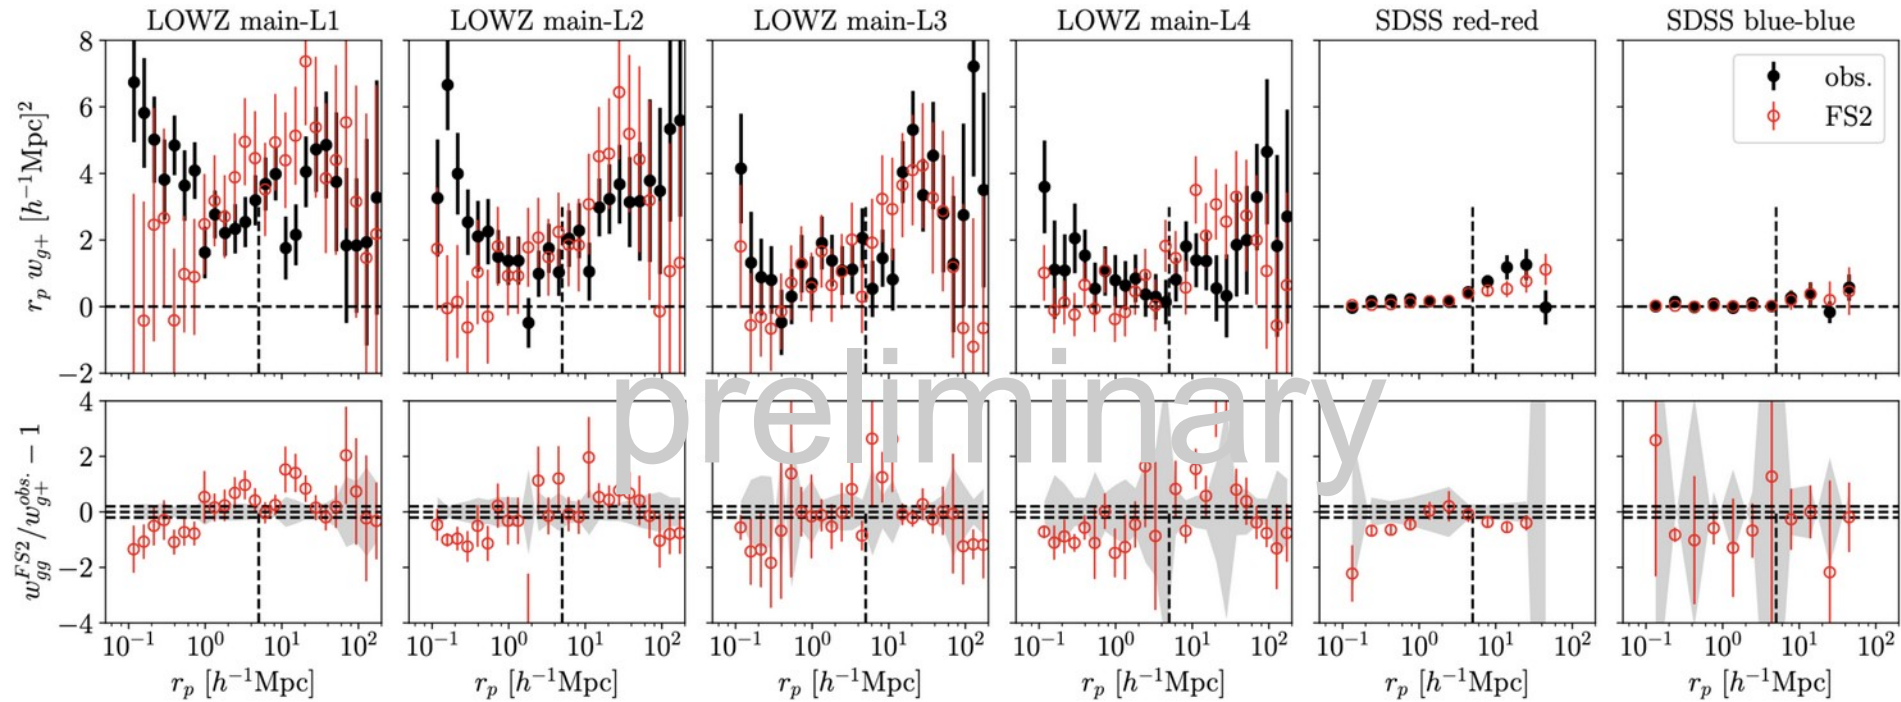 LOWZ main-L1 LOWZ main-L2 LOWZ main-L3 LOWZ main-L4 SDSS red-red SDSS blue-blue
8
6
4
2
0
−2
r_p w_{g+} [h^{-1}Mpc]^2
obs.
FS2
preliminary
4
2
0
−2
−4
w_{gg}^{FS2}/w_{g+}^{obs.} − 1
10^{-1} 10^0 10^1 10^2 10^{-1} 10^0 10^1 10^2 10^{-1} 10^0 10^1 10^2 10^{-1} 10^0 10^1 10^2 10^{-1} 10^0 10^1 10^2 10^{-1} 10^0 10^1 10^2
r_p [h^{-1}Mpc] r_p [h^{-1}Mpc] r_p [h^{-1}Mpc] r_p [h^{-1}Mpc] r_p [h^{-1}Mpc] r_p [h^{-1}Mpc]